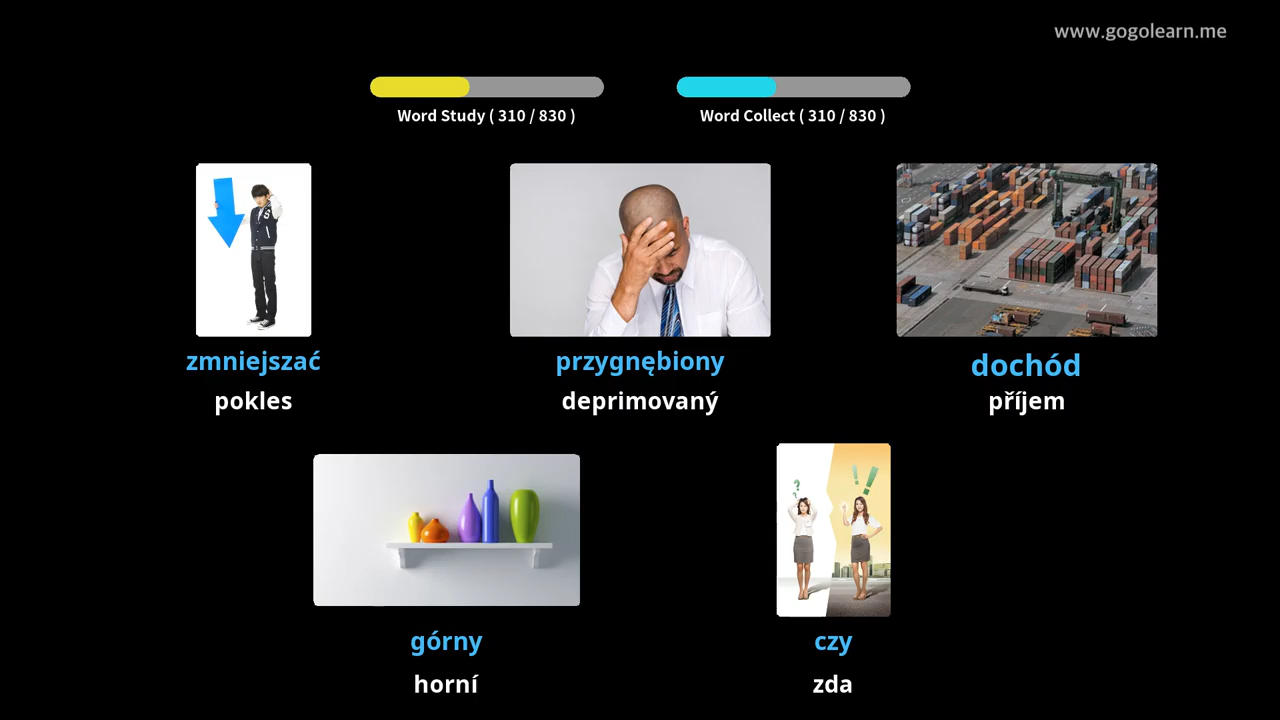 www.gogolearn.me
Word Study ( 310 / 830 )
Word Collect ( 310 / 830 )
zmniejszać
pokles
przygnębiony
deprimovaný
dochód
příjem
górny
horní
czy
zda